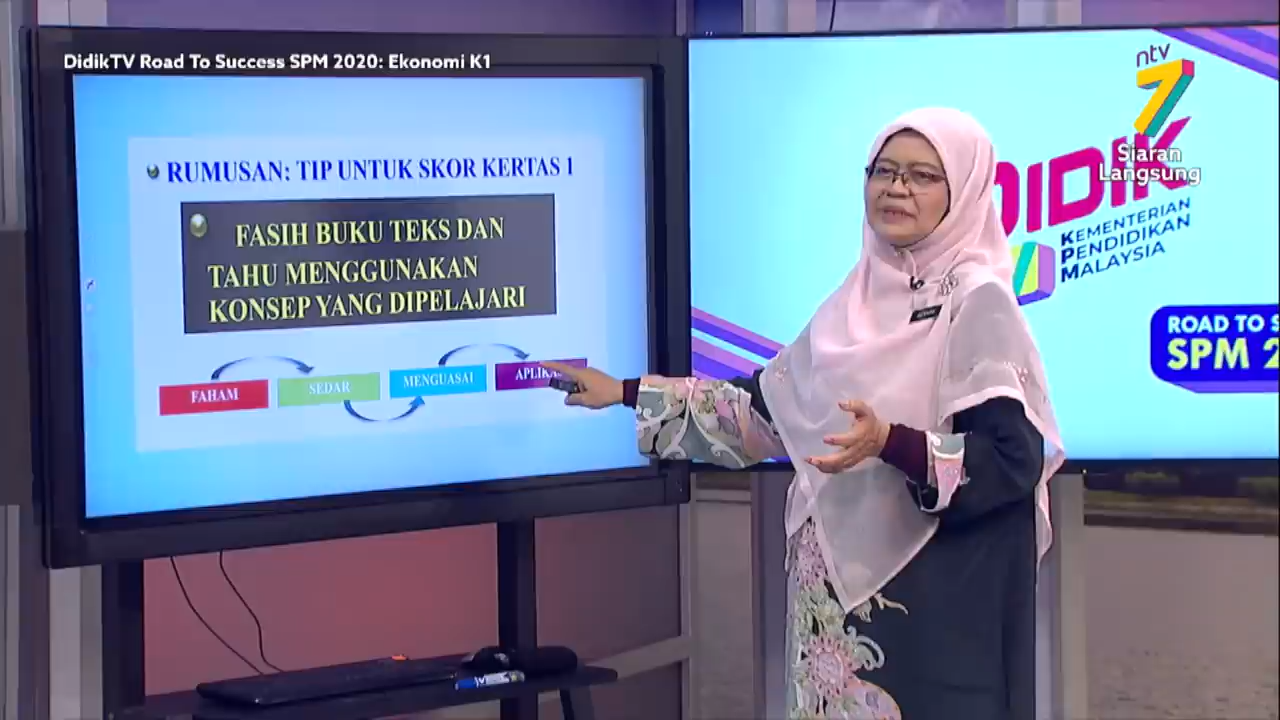 DidikTV Road To Success SPM 2020: Ekonomi K1
RUMUSAN: TIP UNTUK SKOR KERTAS 1
FASIH BUKU TEKS DAN
TAHU MENGGUNAKAN
KONSEP YANG DIPELAJARI
FAHAM
SEDAR
MENGUASAI
ntv
7
Siaran
Langsung
DIDIK
KEMENTERIAN
PENDIDIKAN
MALAYSIA
ROAD TO
SPM